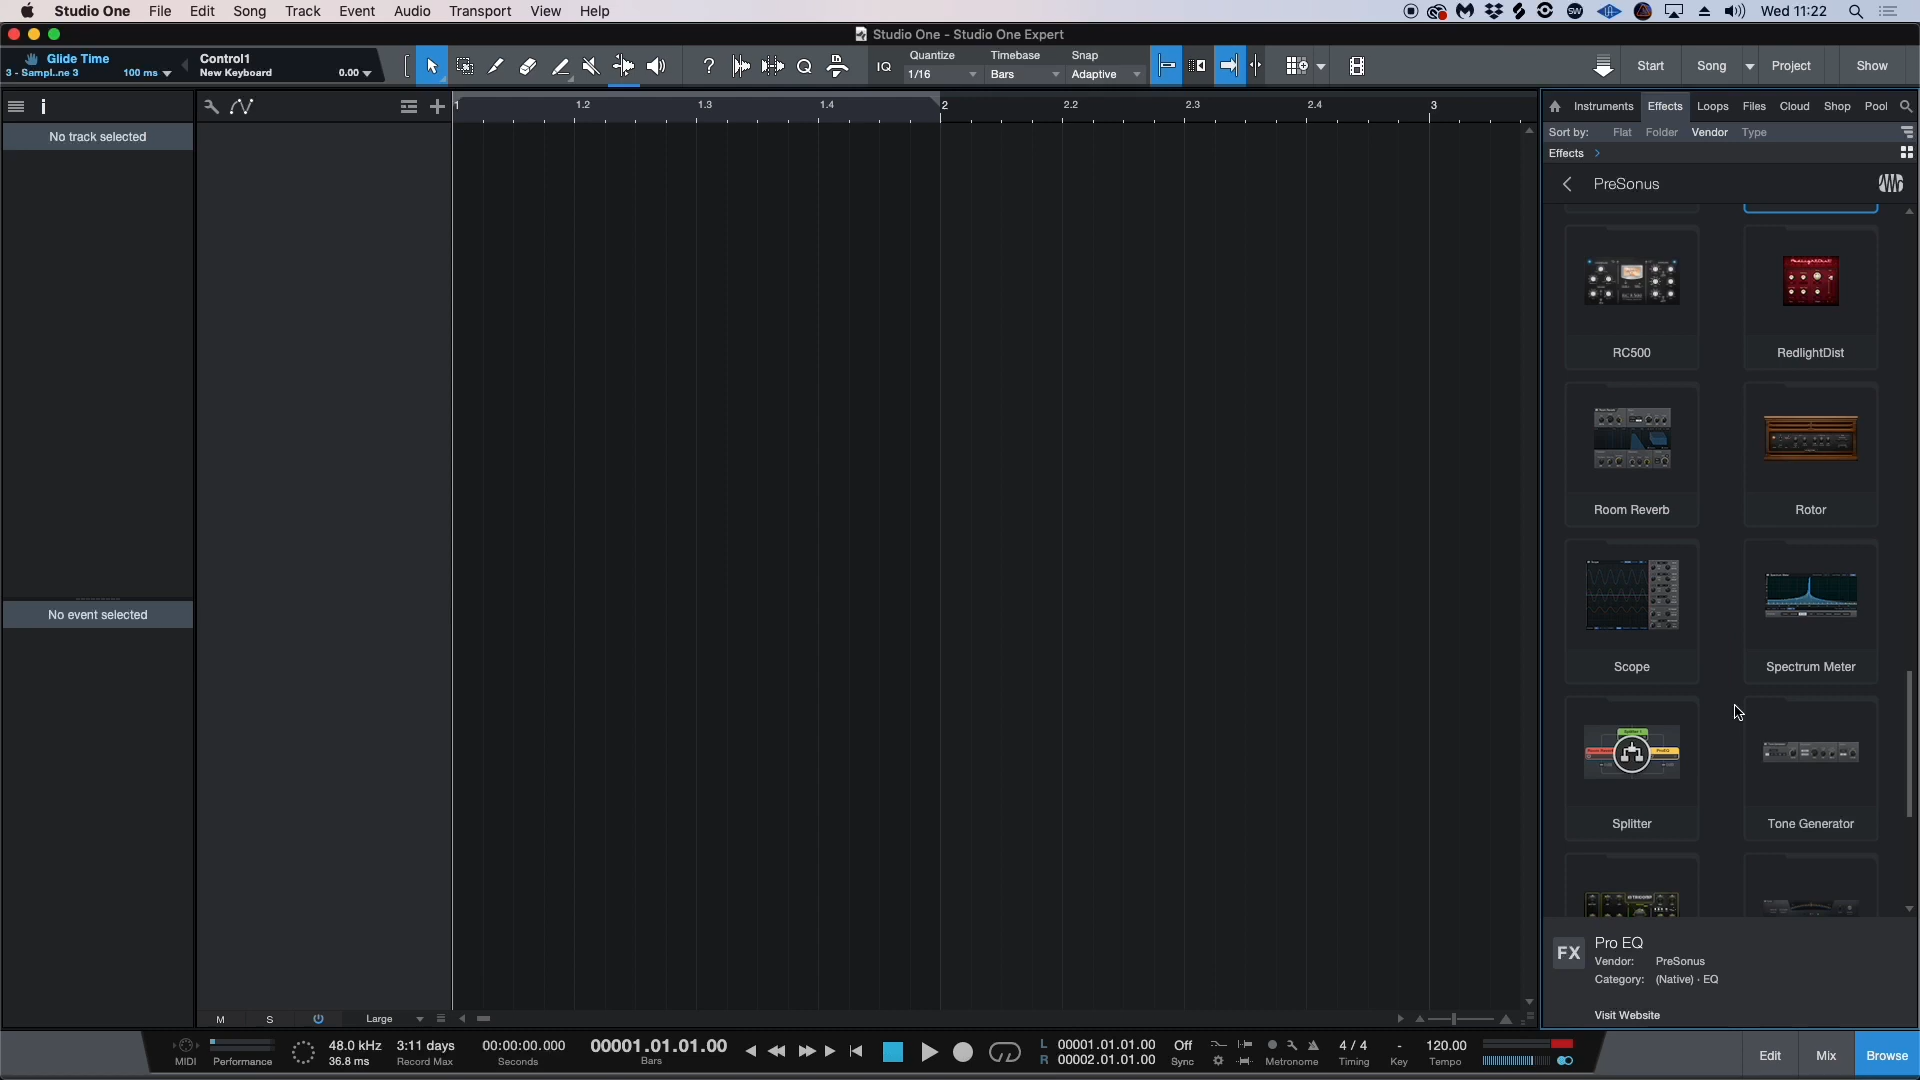 Studio One File Edit Song Track Event Audio Transport View Help
Wed 11:22
Studio One - Studio One Expert
Glide Time
3 - Sampl..ne 3 100 ms
Control1
New Keyboard 0.00
IQ
Quantize Timebase Snap
1/16 Bars Adaptive
Start Song Project Show
No track selected
1 1.2 1.3 1.4 2 2.2 2.3 2.4 3
Instruments Effects Loops Files Cloud Shop Pool
Sort by: Flat Folder Vendor Type
Effects
PreSonus
RC500 RedlightDist
Room Reverb Rotor
Scope Spectrum Meter
Splitter Tone Generator
No event selected
FX
Pro EQ
Vendor: PreSonus
Category: (Native) · EQ
Visit Website
M S Large
MIDI
Performance
48.0 kHz
36.8 ms
3:11 days
Record Max
00:00:00.000
Seconds
00001.01.01.00
Bars
L 00001.01.01.00
R 00002.01.01.00
Off
Sync
Metronome
4 / 4
Timing
-
Key
120.00
Tempo
Edit Mix Browse